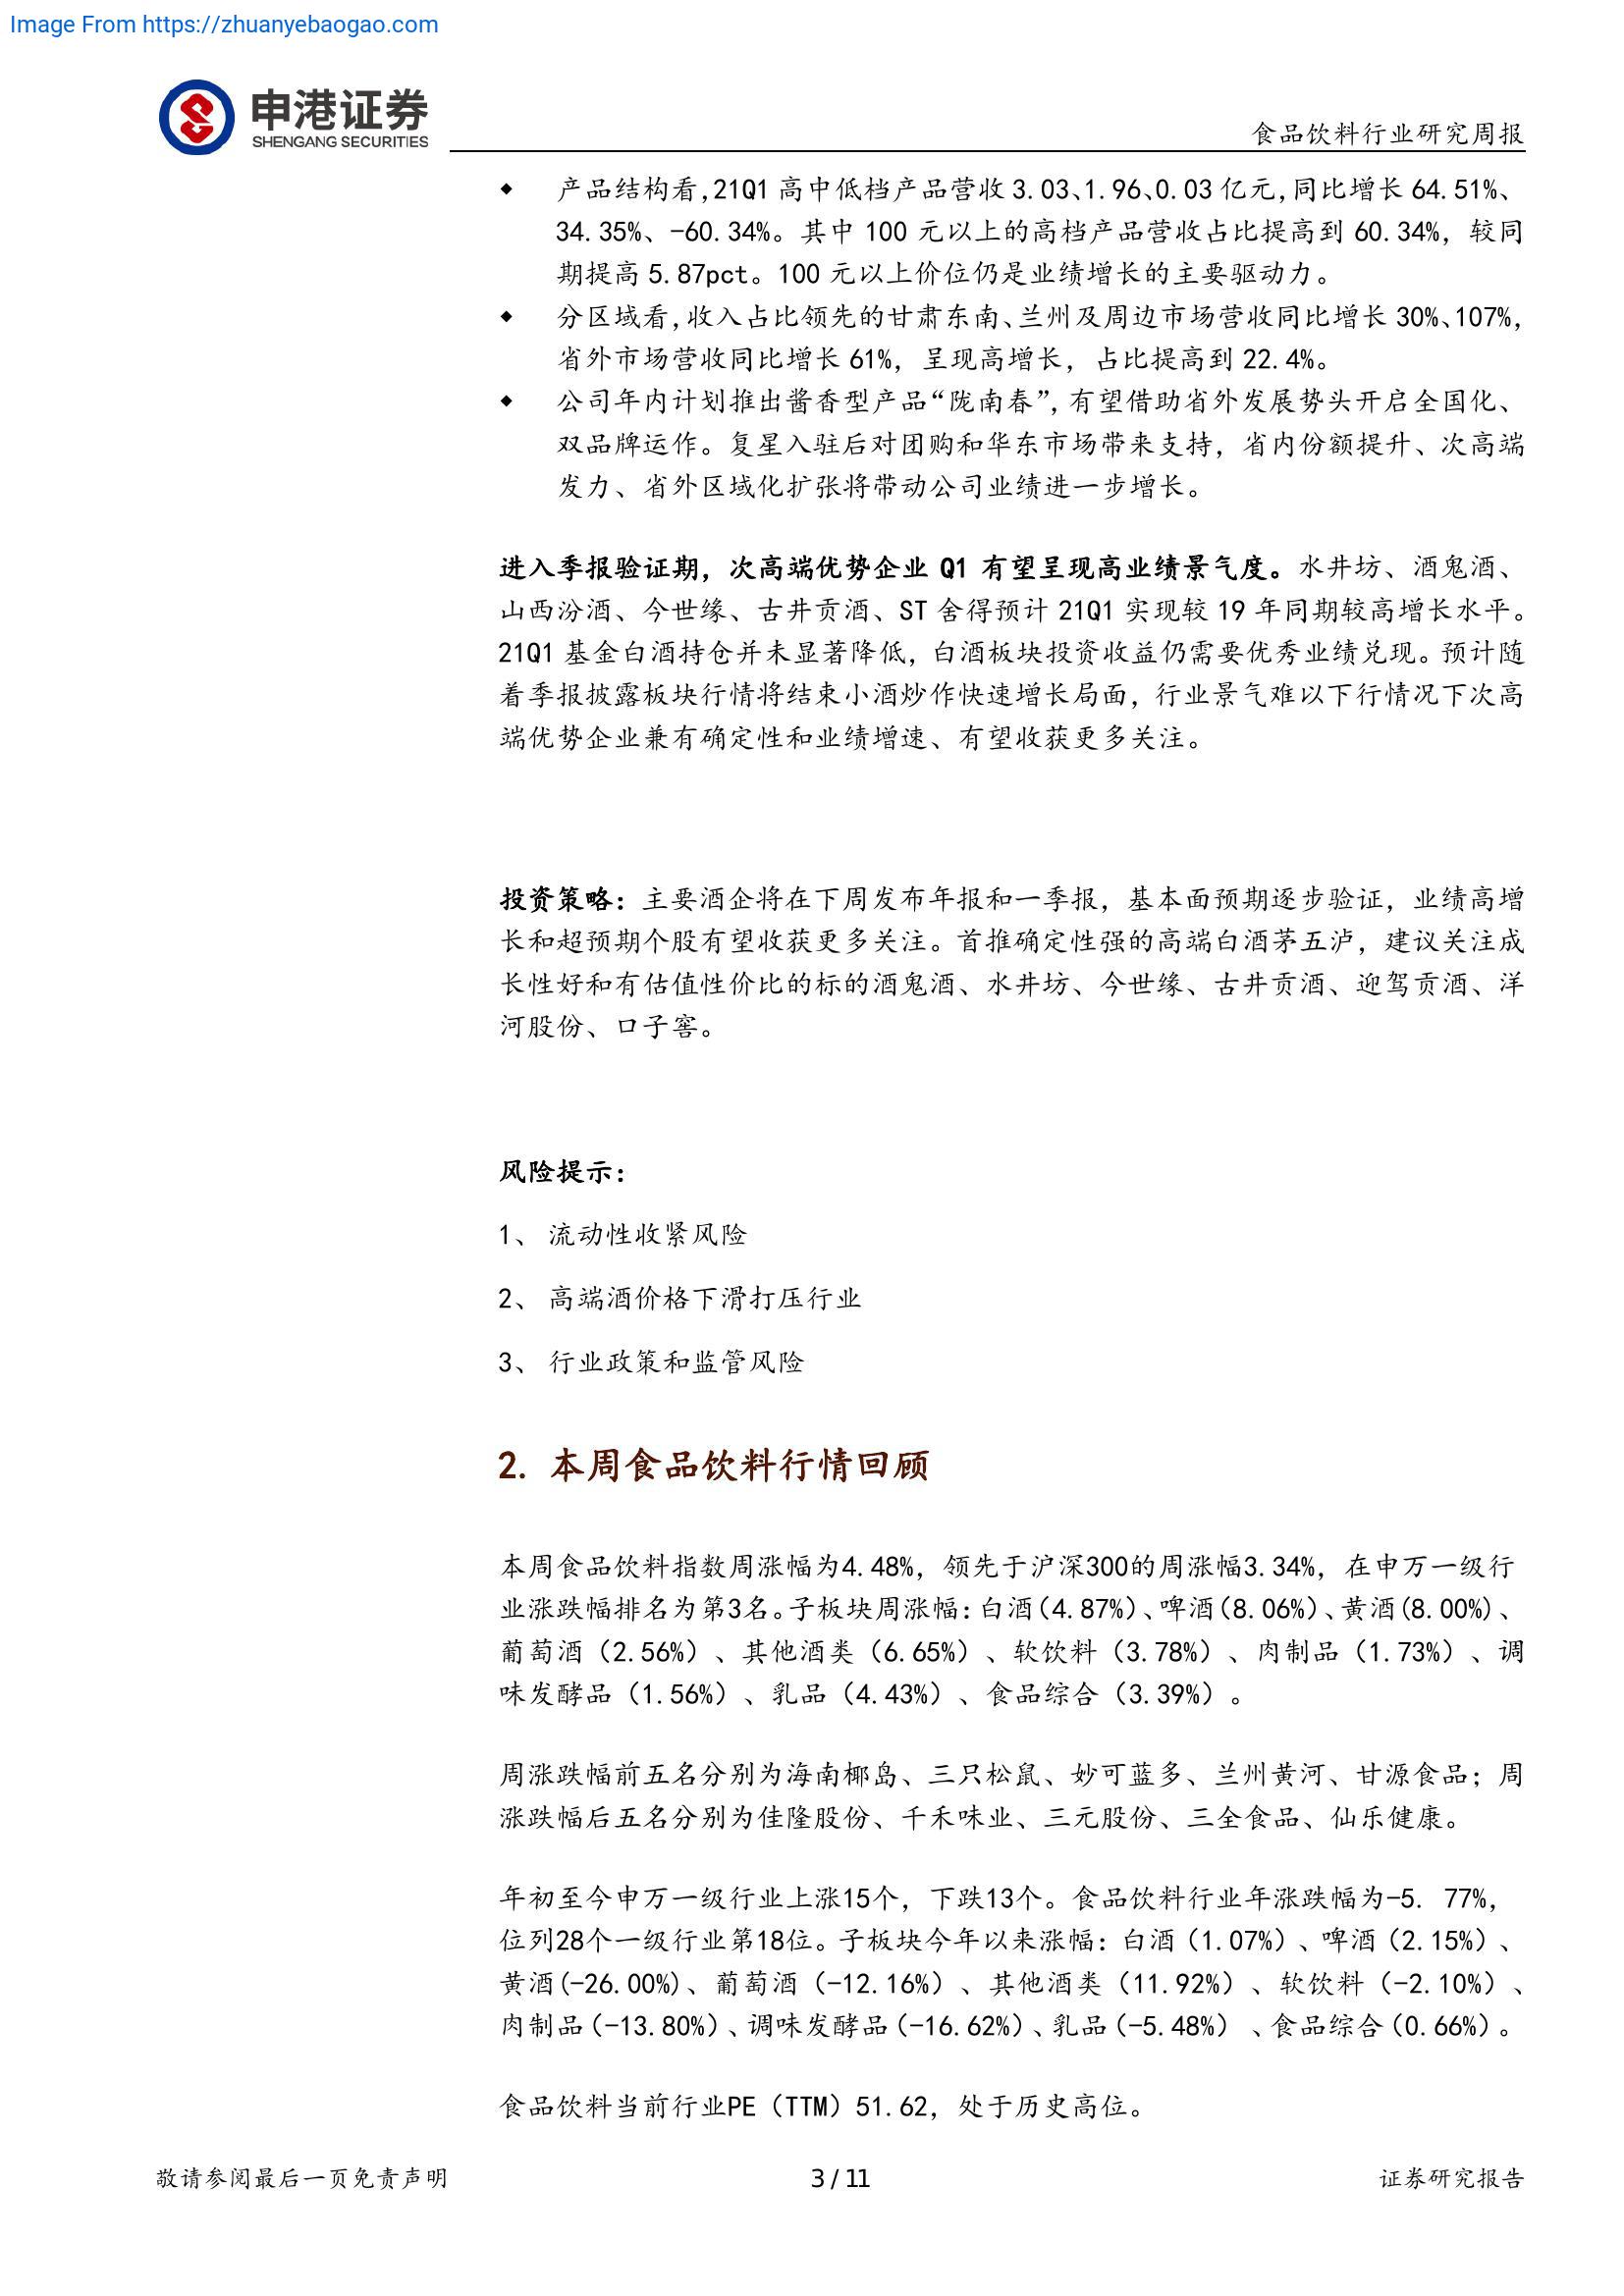 Image From https://zhuanyebaogao.com
申港证券
SHENGANG SECURITIES
食品饮料行业研究周报
◆ 产品结构看,21Q1 高中低档产品营收 3.03、1.96、0.03 亿元,同比增长 64.51%、
34.35%、-60.34%。其中 100 元以上的高档产品营收占比提高到 60.34%，较同
期提高 5.87pct。100 元以上价位仍是业绩增长的主要驱动力。
◆ 分区域看,收入占比领先的甘肃东南、兰州及周边市场营收同比增长 30%、107%,
省外市场营收同比增长 61%，呈现高增长，占比提高到 22.4%。
◆ 公司年内计划推出酱香型产品“陇南春”,有望借助省外发展势头开启全国化、
双品牌运作。复星入驻后对团购和华东市场带来支持，省内份额提升、次高端
发力、省外区域化扩张将带动公司业绩进一步增长。
进入季报验证期，次高端优势企业 Q1 有望呈现高业绩景气度。水井坊、酒鬼酒、
山西汾酒、今世缘、古井贡酒、ST 舍得预计 21Q1 实现较 19 年同期较高增长水平。
21Q1 基金白酒持仓并未显著降低，白酒板块投资收益仍需要优秀业绩兑现。预计随
着季报披露板块行情将结束小酒炒作快速增长局面，行业景气难以下行情况下次高
端优势企业兼有确定性和业绩增速、有望收获更多关注。
投资策略：主要酒企将在下周发布年报和一季报，基本面预期逐步验证，业绩高增
长和超预期个股有望收获更多关注。首推确定性强的高端白酒茅五泸，建议关注成
长性好和有估值性价比的标的酒鬼酒、水井坊、今世缘、古井贡酒、迎驾贡酒、洋
河股份、口子窖。
风险提示：
1、 流动性收紧风险
2、 高端酒价格下滑打压行业
3、 行业政策和监管风险
2. 本周食品饮料行情回顾
本周食品饮料指数周涨幅为4.48%，领先于沪深300的周涨幅3.34%，在申万一级行
业涨跌幅排名为第3名。子板块周涨幅：白酒（4.87%）、啤酒（8.06%）、黄酒(8.00%)、
葡萄酒（2.56%）、其他酒类（6.65%）、软饮料（3.78%）、肉制品（1.73%）、调
味发酵品（1.56%）、乳品（4.43%）、食品综合（3.39%）。
周涨跌幅前五名分别为海南椰岛、三只松鼠、妙可蓝多、兰州黄河、甘源食品；周
涨跌幅后五名分别为佳隆股份、千禾味业、三元股份、三全食品、仙乐健康。
年初至今申万一级行业上涨15个，下跌13个。食品饮料行业年涨跌幅为-5. 77%，
位列28个一级行业第18位。子板块今年以来涨幅：白酒（1.07%）、啤酒（2.15%）、
黄酒(-26.00%)、葡萄酒（-12.16%）、其他酒类（11.92%）、软饮料（-2.10%）、
肉制品（-13.80%）、调味发酵品（-16.62%）、乳品（-5.48%） 、食品综合（0.66%）。
食品饮料当前行业PE（TTM）51.62，处于历史高位。
敬请参阅最后一页免责声明
3 / 11
证券研究报告